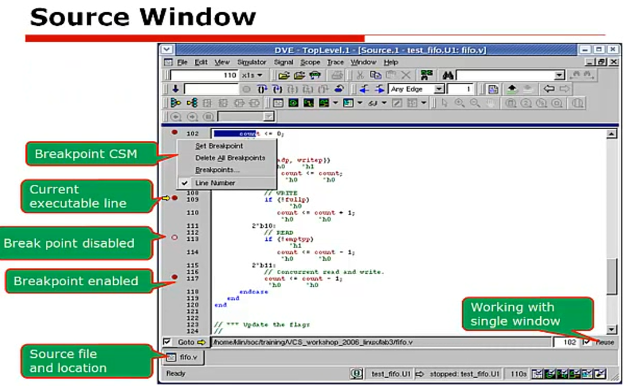 Source Window
DVE - TopLevel.1 - [Source.1 - test_fifo.U1: fifo.v]
File Edit View Simulator Signal Scope Trace Window Help
110 x1s
Any Edge 1
102 count <= 0;
Set Breakpoint
Delete All Breakpoints
Breakpoints...
Line Number
dp, writep})
'h0 'h1
count <= count;
'h0 'h0
108 // WRITE
109 if (!fullp)
'h0
110 count <= count + 1;
'h0 'h0
111 2'b10:
112 // READ
113 if (!emptyp)
'h1
114 count <= count - 1;
'h0 'h0
115 2'b11:
116 // Concurrent read and write.
117 count <= count - 1;
'h0 'h0
118 endcase
119 end
120 end
121
122
123 // *** Update the flags
124 //
Breakpoint CSM
Current
executable line
Break point disabled
Breakpoint enabled
Working with
single window
Goto /home/klin/soc/training/VCS_workshop_2006_linux/lab3/fifo.v 102 Reuse
Source file
and location
fifo.v
Ready test_fifo.U1 stopped: test_fifo.U1 110s